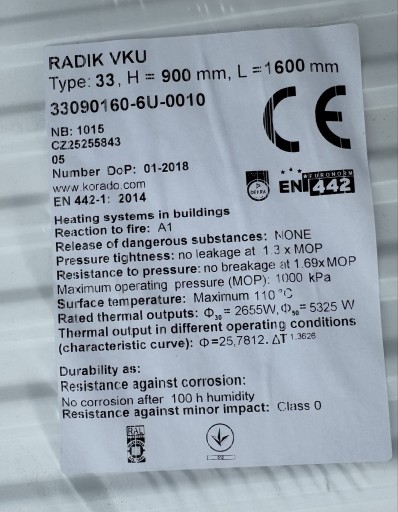 RADIK VKU
Type: 33, H = 900 mm, L =1600 mm
33090160-6U-0010
NB: 1015
CZ25255843
05
Number DoP: 01-2018
www.korado.com
EN 442-1: 2014
EURONORM
EN 442
Heating systems in buildings
Reaction to fire: A1
Release of dangerous substances: NONE
Pressure tightness: no leakage at 1.3 x MOP
Resistance to pressure: no breakage at 1.69x MOP
Maximum operating pressure (MOP): 1000 kPa
Surface temperature: Maximum 110 °C
Rated thermal outputs: Φ₃₀ = 2655W, Φ₅₀ = 5325 W
Thermal output in different operating conditions
(characteristic curve): Φ=25,7812. ΔT 1.3626
Durability as:
Resistance against corrosion:
No corrosion after 100 h humidity
Resistance against minor impact: Class 0
RAL